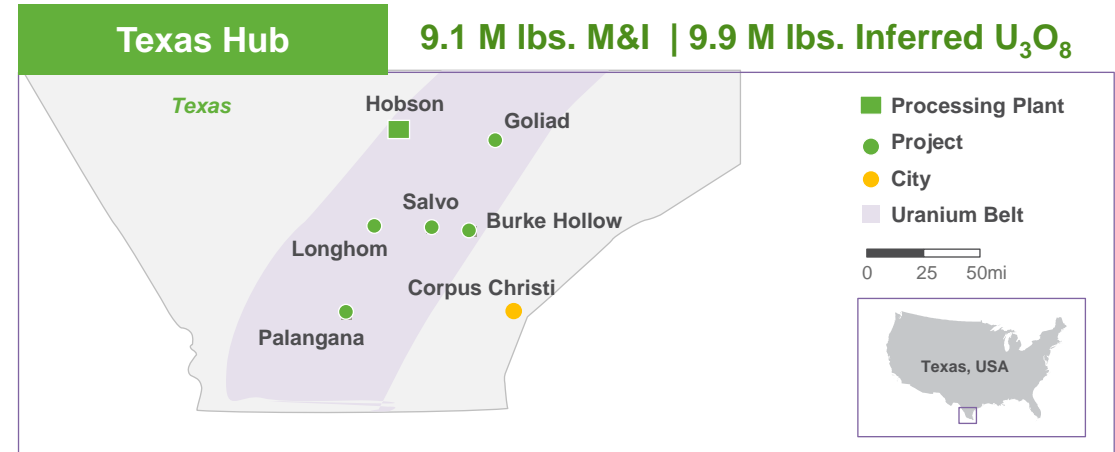 Texas Hub
9.1 M lbs. M&I | 9.9 M lbs. Inferred U₃O₈
Texas
Hobson
Goliad
Salvo
Burke Hollow
Longhom
Corpus Christi
Palangana
Processing Plant
Project
City
Uranium Belt
0 25 50mi
Texas, USA